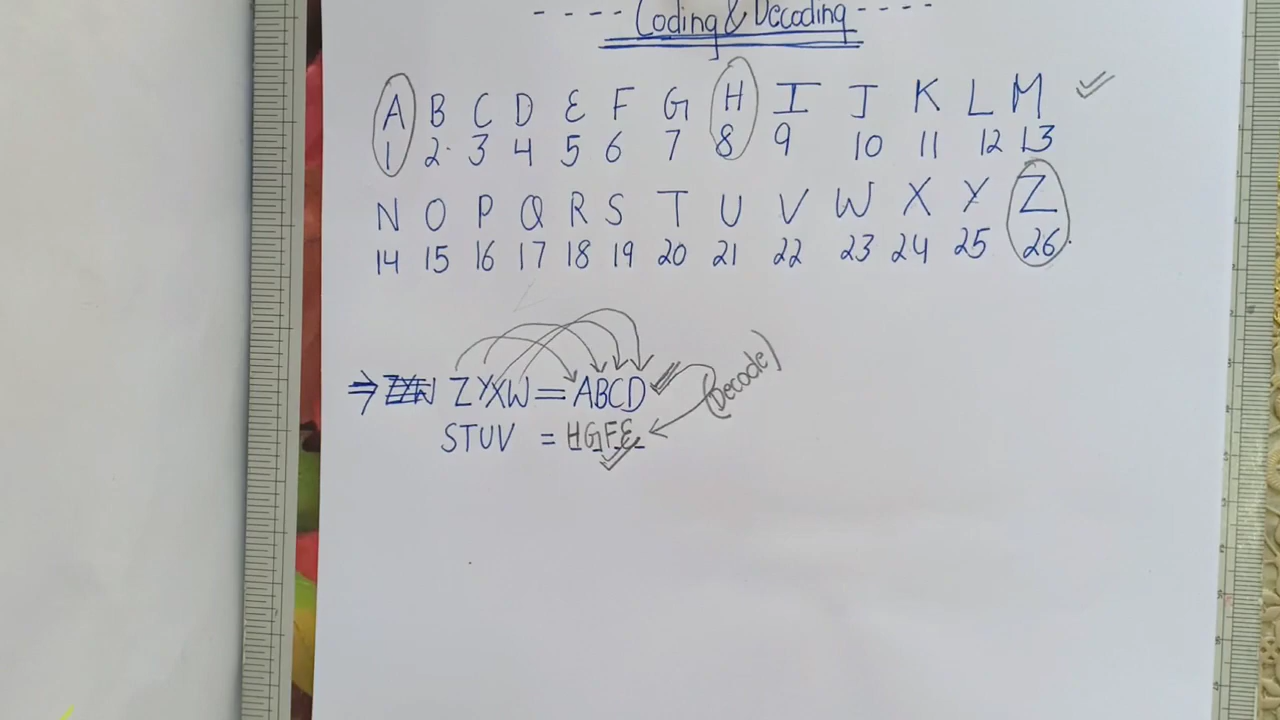 ---- Coding & Decoding ----
A B C D E F G H I J K L M
1 2 3 4 5 6 7 8 9 10 11 12 13
N O P Q R S T U V W X Y Z
14 15 16 17 18 19 20 21 22 23 24 25 26
⇒ ZYXW = ABCD (Decode)
STUV = HGFE